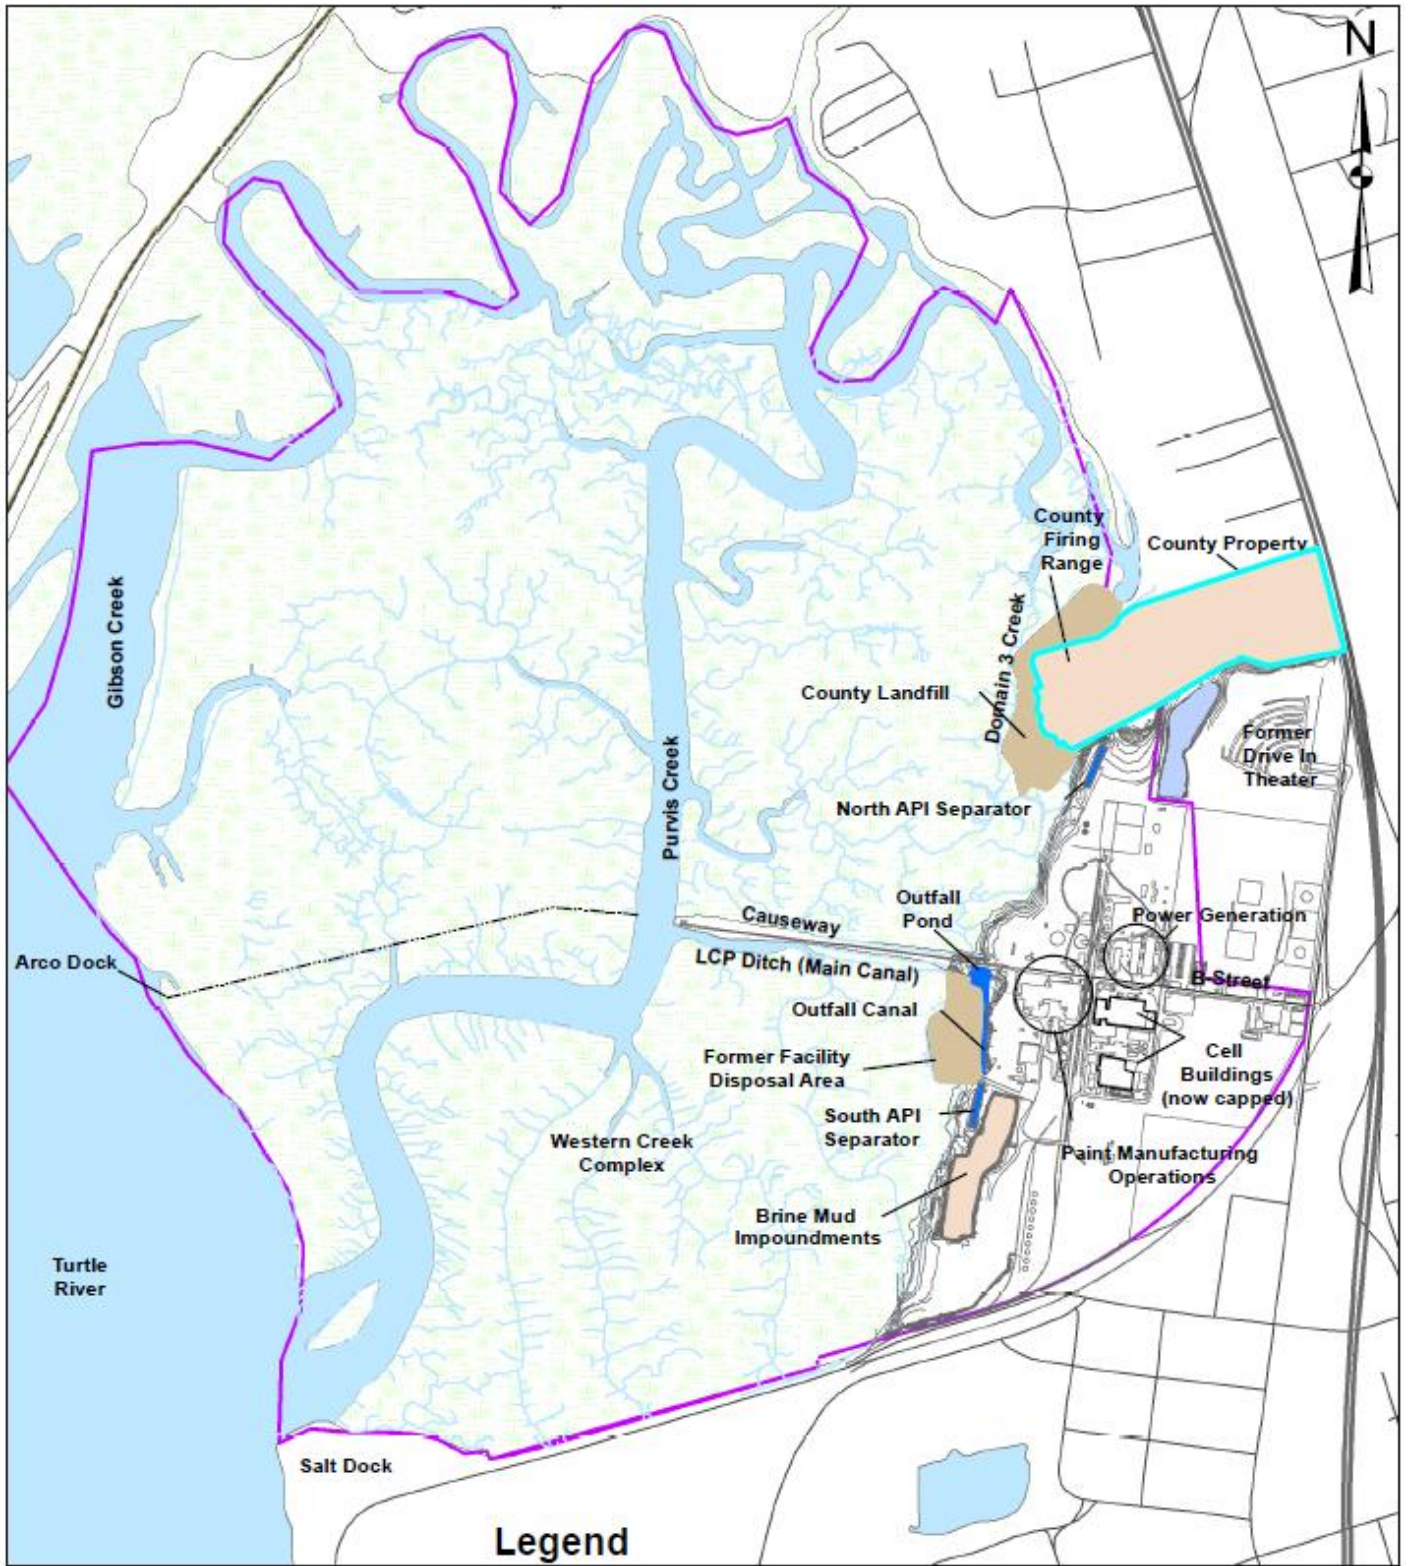 N
County
Firing
Range
County Property
Gibson Creek
Domain 3 Creek
County Landfill
Former
Drive In
Theater
Purvis Creek
North API Separator
Outfall
Pond
Causeway
Power Generation
Arco Dock
LCP Ditch (Main Canal)
B Street
Outfall Canal
Former Facility
Disposal Area
Cell
Buildings
(now capped)
South API
Separator
Western Creek
Complex
Paint Manufacturing
Operations
Brine Mud
Impoundments
Turtle
River
Salt Dock
Legend